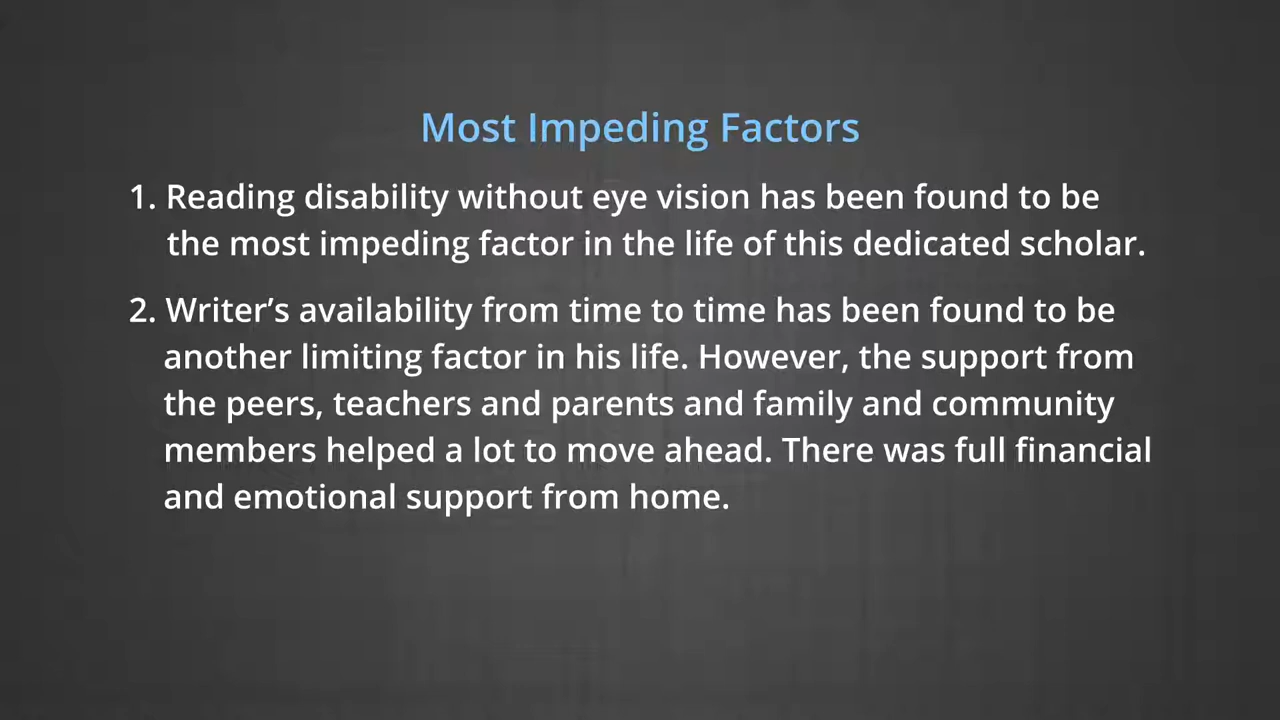 Most Impeding Factors
1. Reading disability without eye vision has been found to be
the most impeding factor in the life of this dedicated scholar.
2. Writer’s availability from time to time has been found to be
another limiting factor in his life. However, the support from
the peers, teachers and parents and family and community
members helped a lot to move ahead. There was full financial
and emotional support from home.